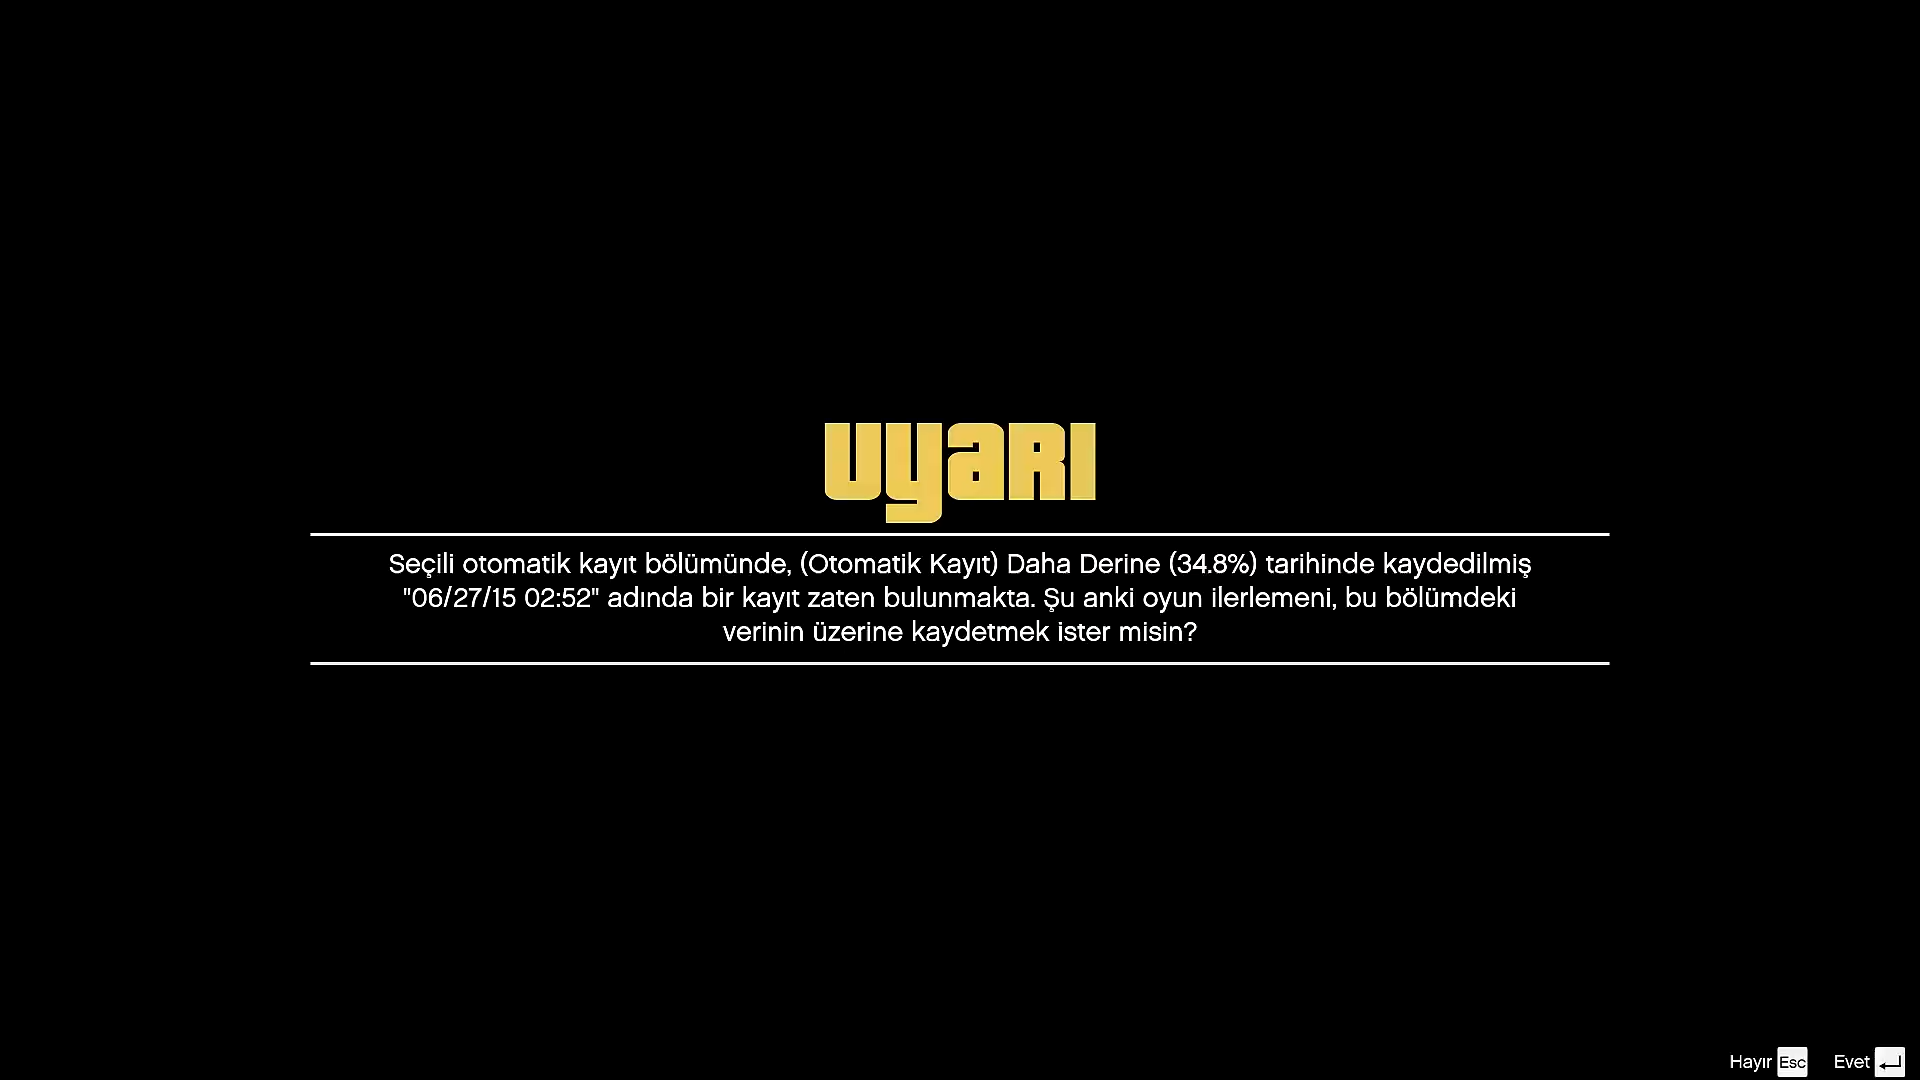 uyarı
Seçili otomatik kayıt bölümünde, (Otomatik Kayıt) Daha Derine (34.8%) tarihinde kaydedilmiş
"06/27/15 02:52" adında bir kayıt zaten bulunmakta. Şu anki oyun ilerlemeni, bu bölümdeki
verinin üzerine kaydetmek ister misin?
Hayır Esc Evet